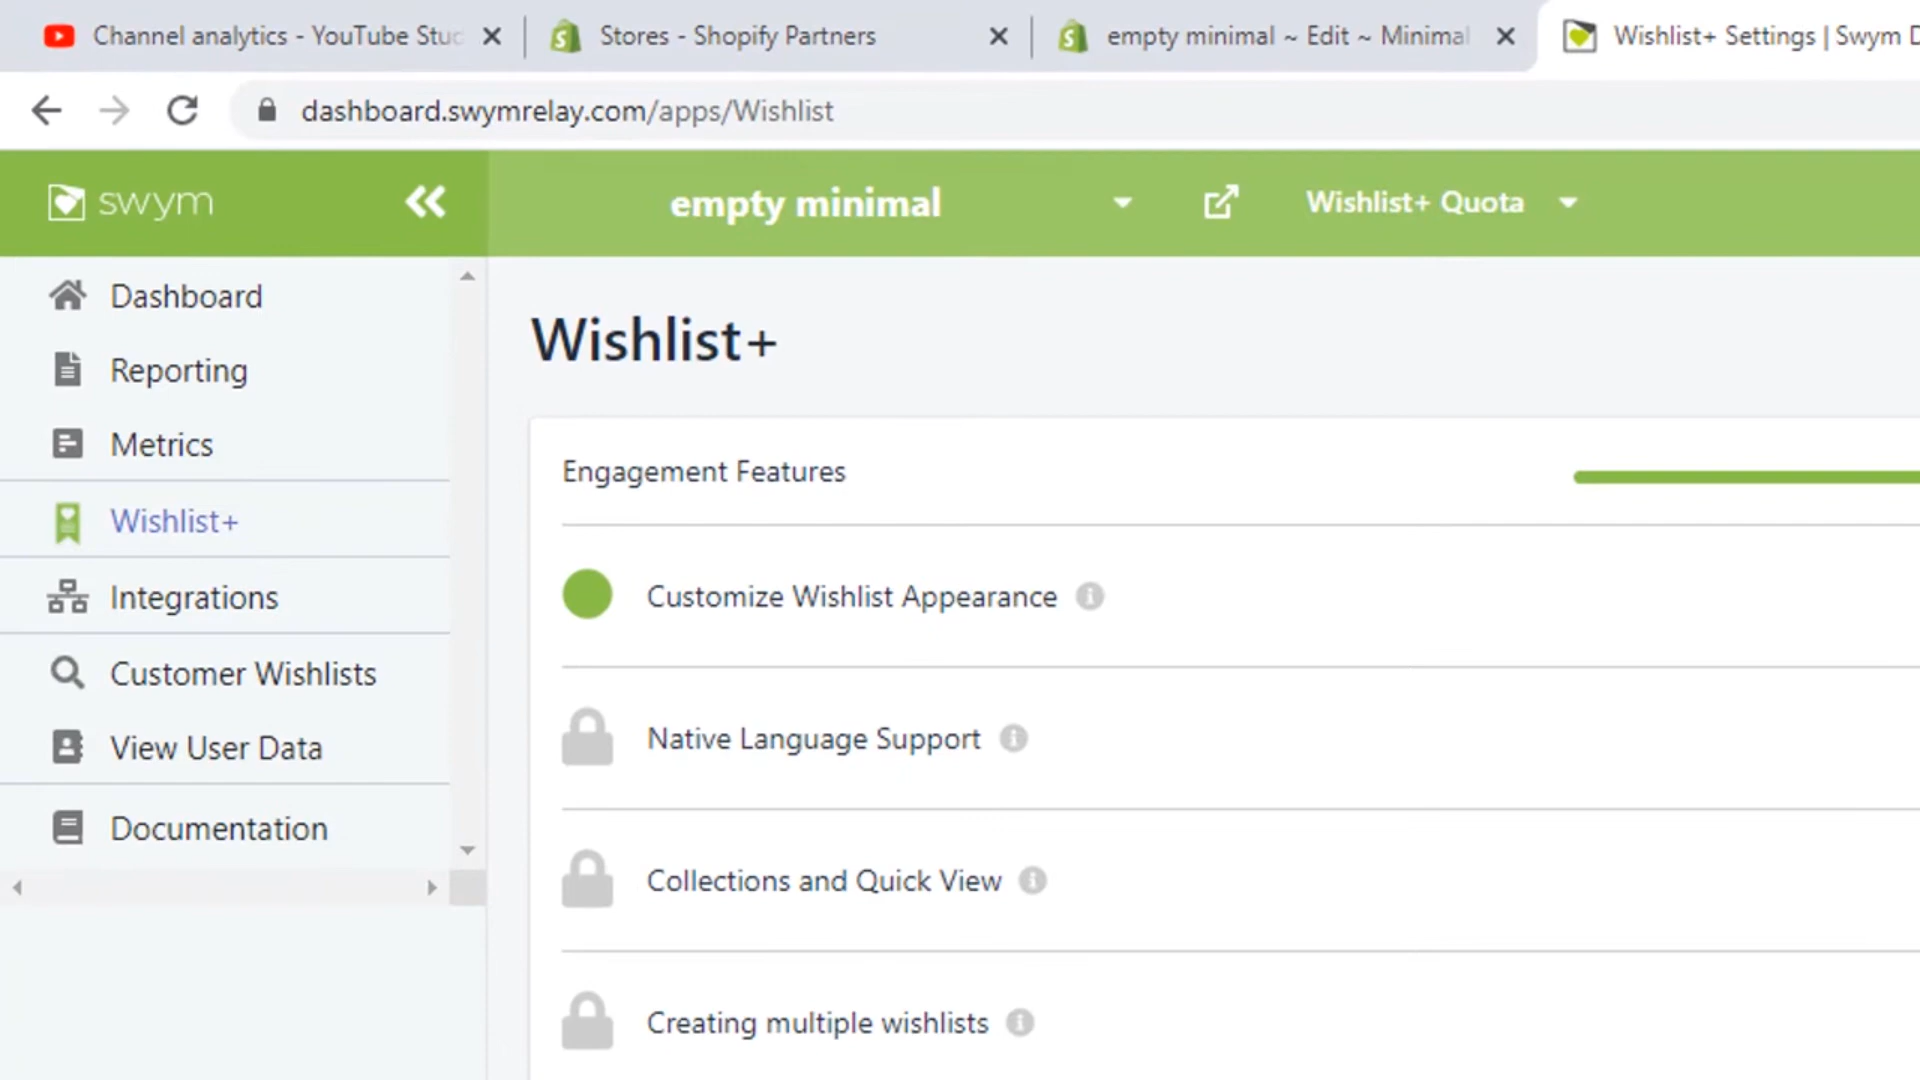 Channel analytics - YouTube Stud
Stores - Shopify Partners
empty minimal ~ Edit ~ Minimal
Wishlist+ Settings | Swym D
dashboard.swymrelay.com/apps/Wishlist
swym
empty minimal
Wishlist+ Quota
Dashboard
Reporting
Metrics
Wishlist+
Integrations
Customer Wishlists
View User Data
Documentation
Wishlist+
Engagement Features
Customize Wishlist Appearance
Native Language Support
Collections and Quick View
Creating multiple wishlists